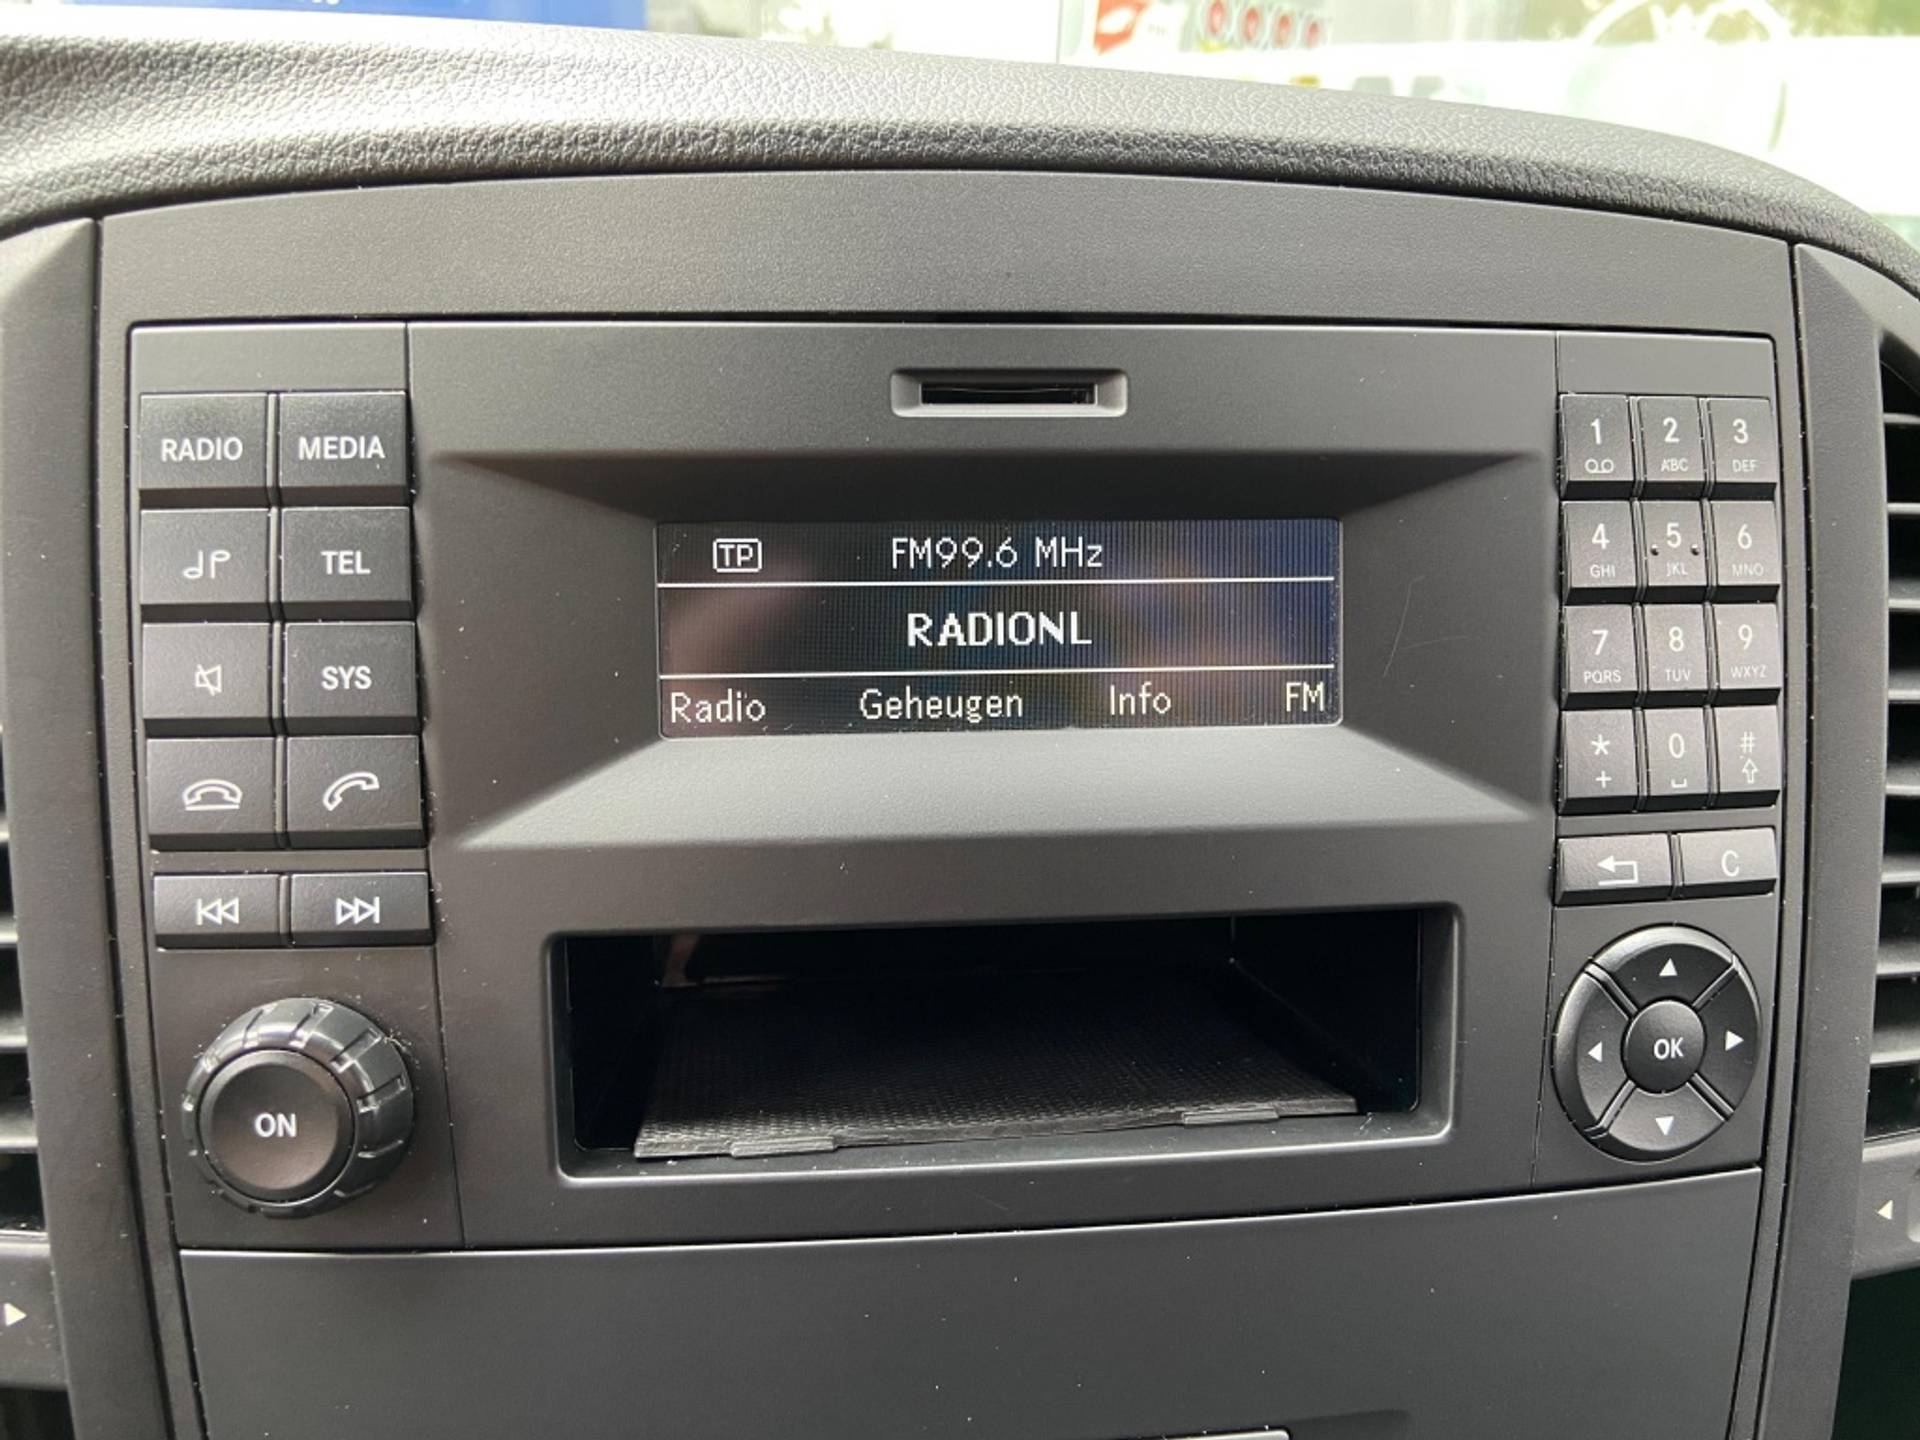 RADIO MEDIA
TEL
SYS
ON
TP FM99.6 MHz
RADIONL
Radio Geheugen Info FM
1 2 3
ABC DEF
4 5 6
GHI JKL MNO
7 8 9
PQRS TUV WXYZ
* 0 #
+
C
OK